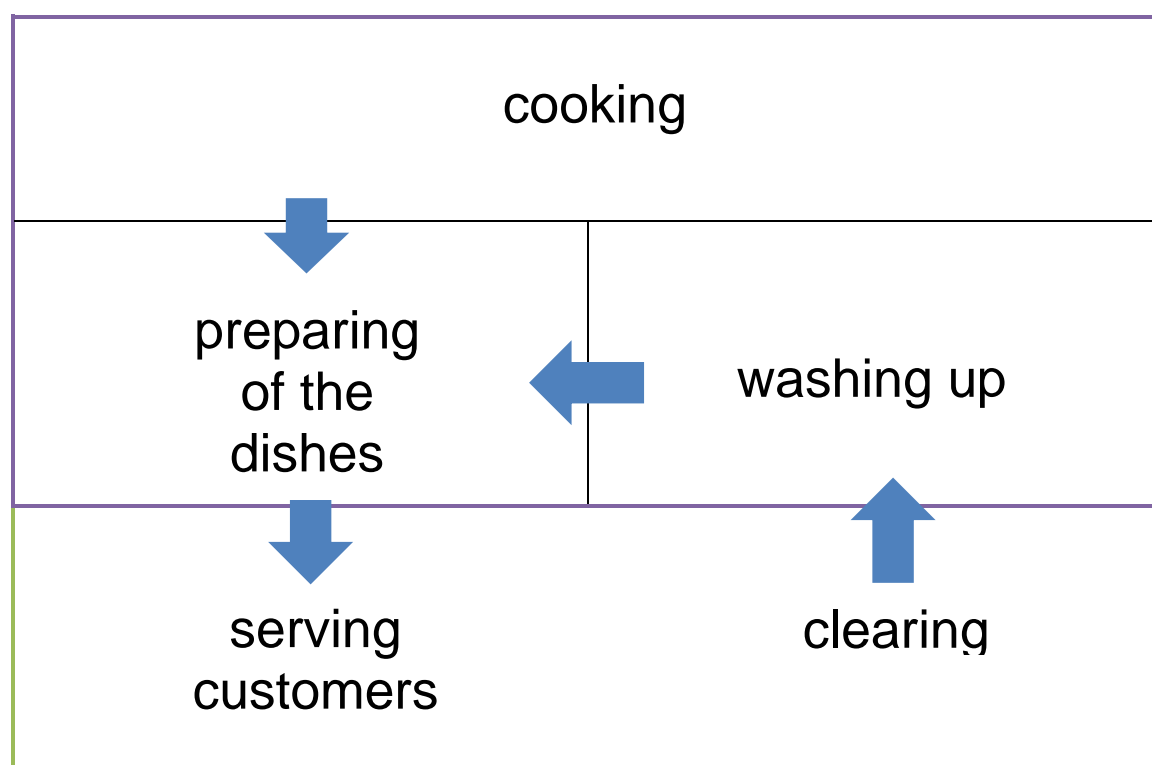 cooking
preparing
of the
dishes
washing up
serving
customers
clearing